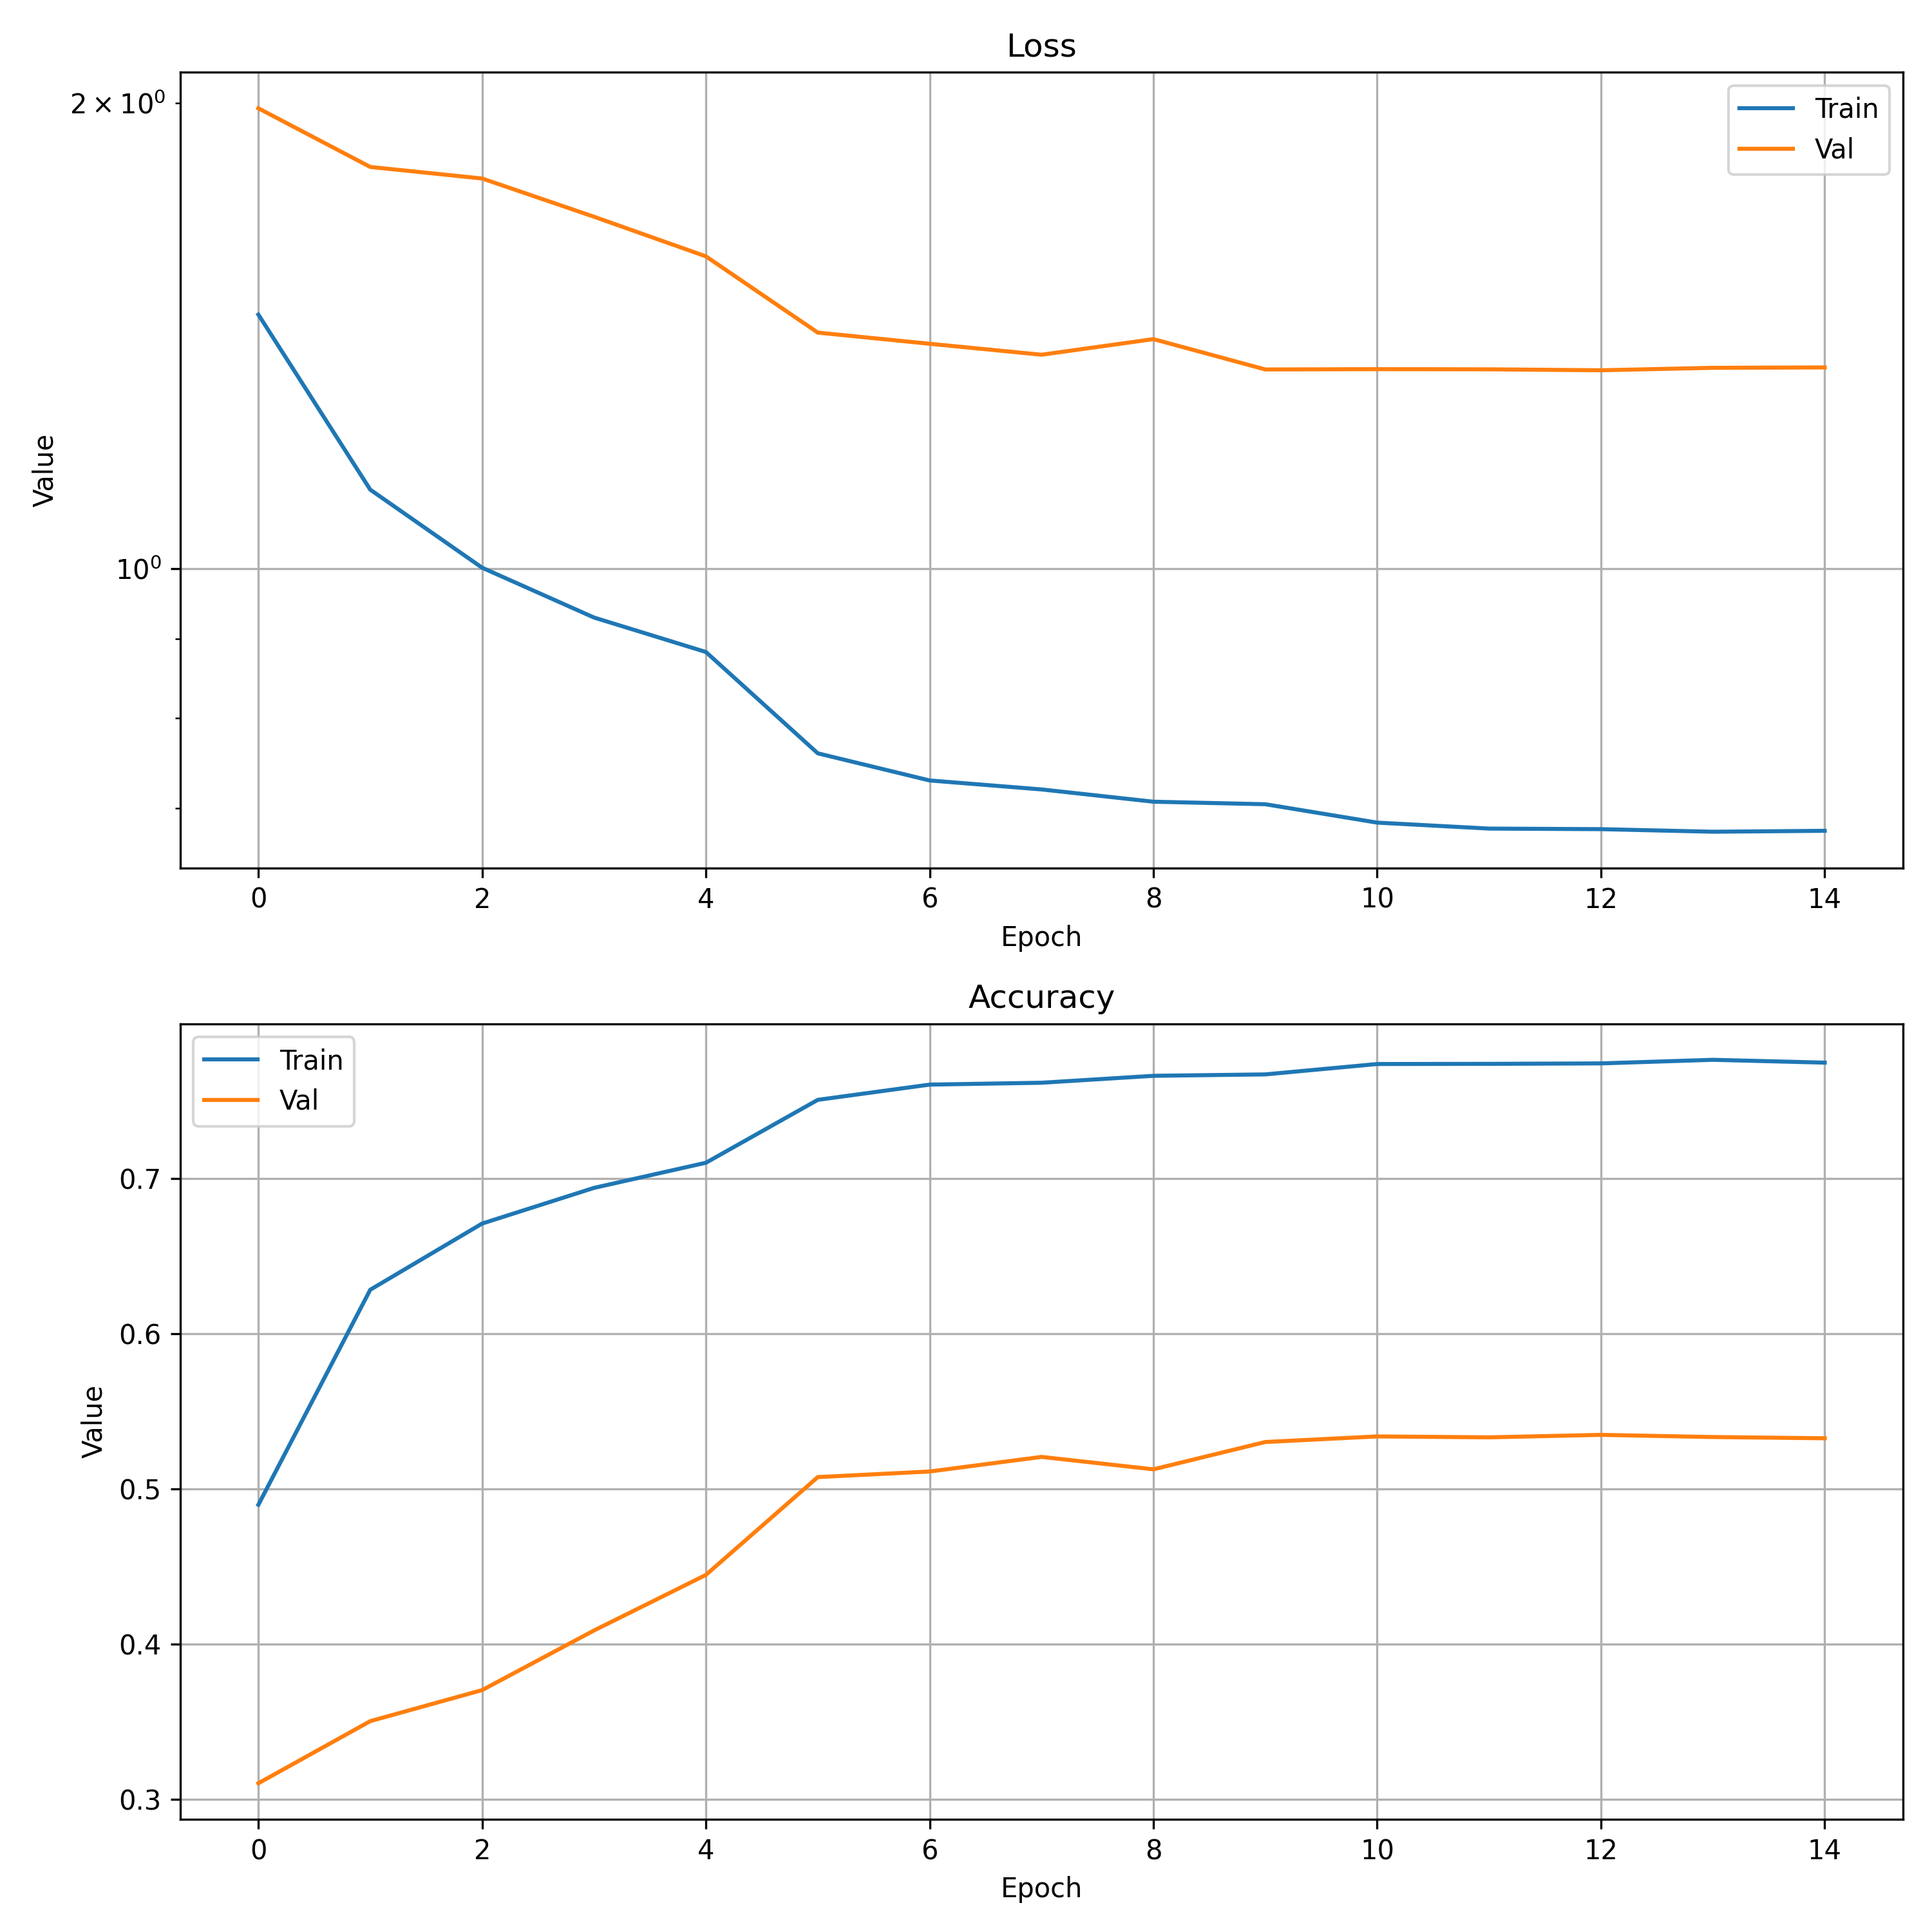 Loss
2 × 10⁰
10⁰
Value
Train
Val
0 2 4 6 8 10 12 14
Epoch
Accuracy
Train
Val
0.7
0.6
0.5
0.4
0.3
Value
0 2 4 6 8 10 12 14
Epoch